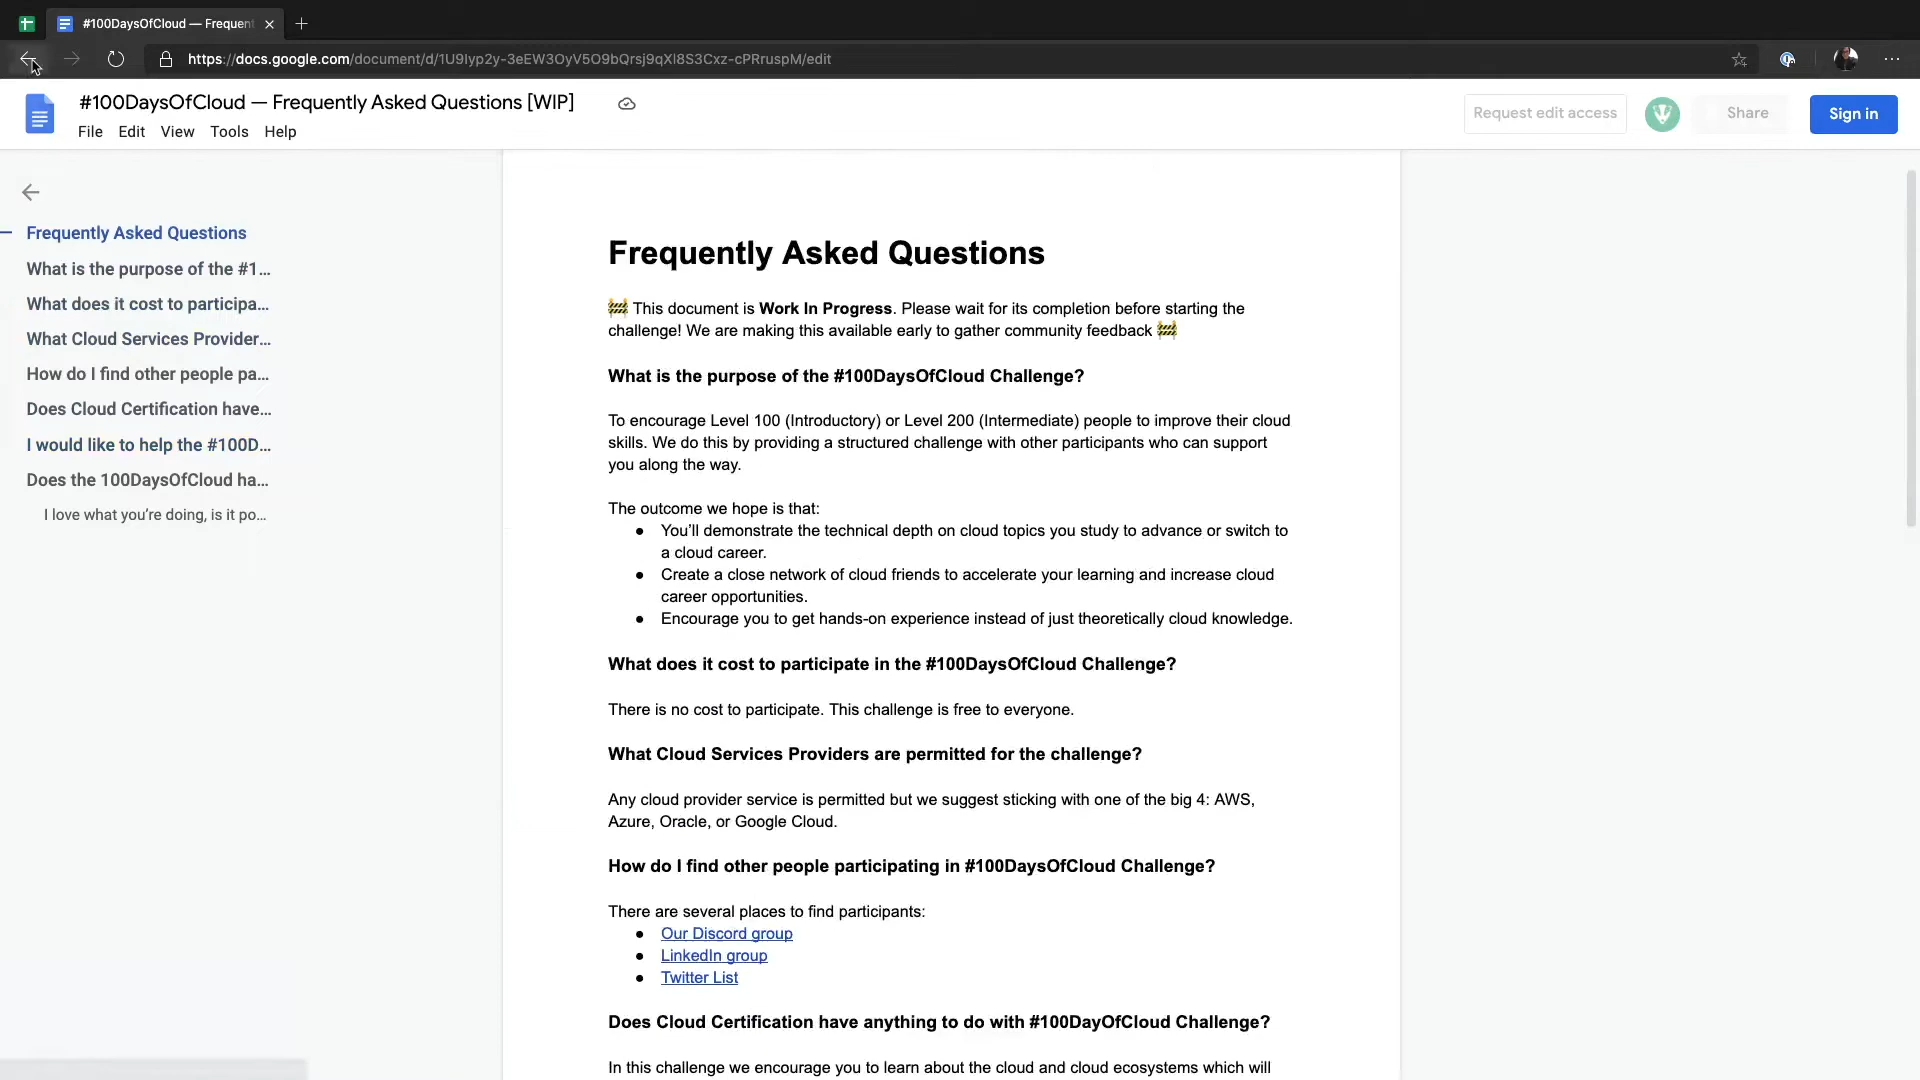 #100DaysOfCloud — Frequent
https://docs.google.com/document/d/1U9Iyp2y-3eEW3OyV5O9bQrsj9qXl8S3Cxz-cPRruspM/edit
#100DaysOfCloud — Frequently Asked Questions [WIP]
File Edit View Tools Help
Request edit access
Share
Sign in
Frequently Asked Questions
What is the purpose of the #1...
What does it cost to participa...
What Cloud Services Provider...
How do I find other people pa...
Does Cloud Certification have...
I would like to help the #100D...
Does the 100DaysOfCloud ha...
I love what you're doing, is it po...
Frequently Asked Questions
🚧 This document is Work In Progress. Please wait for its completion before starting the
challenge! We are making this available early to gather community feedback 🚧
What is the purpose of the #100DaysOfCloud Challenge?
To encourage Level 100 (Introductory) or Level 200 (Intermediate) people to improve their cloud
skills. We do this by providing a structured challenge with other participants who can support
you along the way.
The outcome we hope is that:
● You'll demonstrate the technical depth on cloud topics you study to advance or switch to
a cloud career.
● Create a close network of cloud friends to accelerate your learning and increase cloud
career opportunities.
● Encourage you to get hands-on experience instead of just theoretically cloud knowledge.
What does it cost to participate in the #100DaysOfCloud Challenge?
There is no cost to participate. This challenge is free to everyone.
What Cloud Services Providers are permitted for the challenge?
Any cloud provider service is permitted but we suggest sticking with one of the big 4: AWS,
Azure, Oracle, or Google Cloud.
How do I find other people participating in #100DaysOfCloud Challenge?
There are several places to find participants:
● Our Discord group
● LinkedIn group
● Twitter List
Does Cloud Certification have anything to do with #100DayOfCloud Challenge?
In this challenge we encourage you to learn about the cloud and cloud ecosystems which will